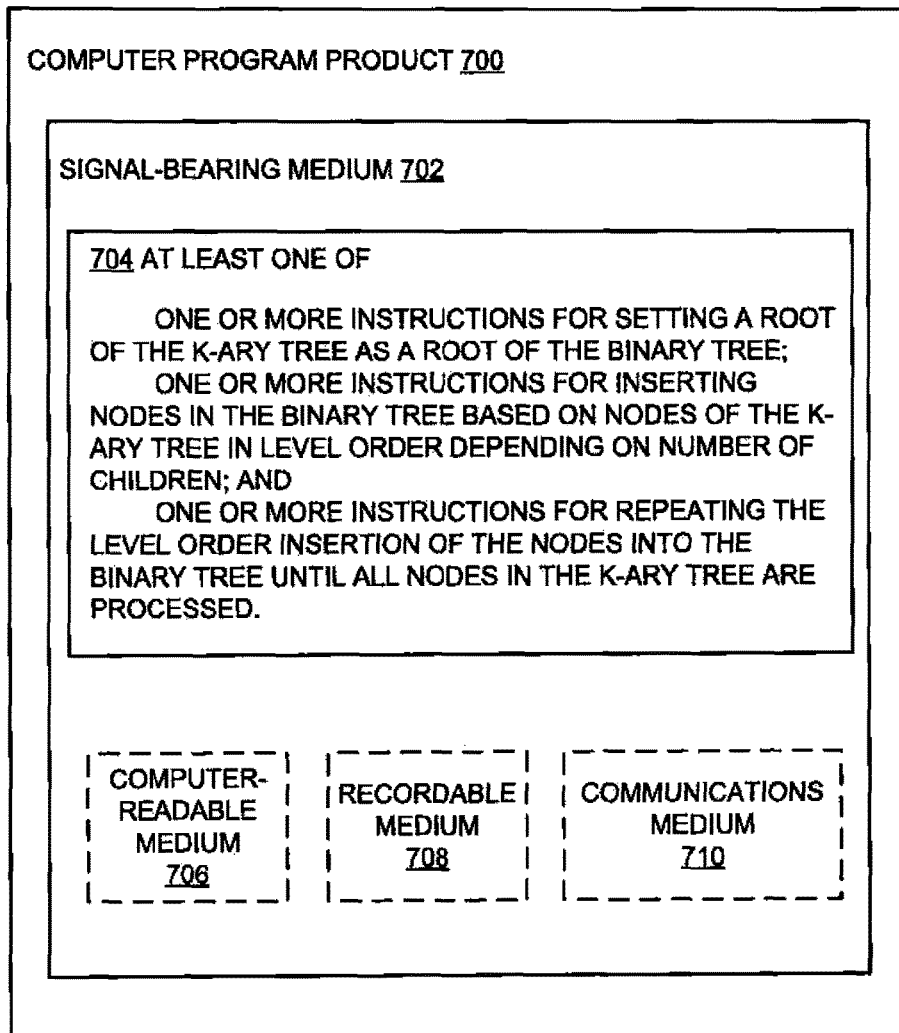 COMPUTER PROGRAM PRODUCT 700
SIGNAL-BEARING MEDIUM 702
704 AT LEAST ONE OF
ONE OR MORE INSTRUCTIONS FOR SETTING A ROOT
OF THE K-ARY TREE AS A ROOT OF THE BINARY TREE;
ONE OR MORE INSTRUCTIONS FOR INSERTING
NODES IN THE BINARY TREE BASED ON NODES OF THE K-
ARY TREE IN LEVEL ORDER DEPENDING ON NUMBER OF
CHILDREN; AND
ONE OR MORE INSTRUCTIONS FOR REPEATING THE
LEVEL ORDER INSERTION OF THE NODES INTO THE
BINARY TREE UNTIL ALL NODES IN THE K-ARY TREE ARE
PROCESSED.
COMPUTER-
READABLE
MEDIUM
706
RECORDABLE
MEDIUM
708
COMMUNICATIONS
MEDIUM
710